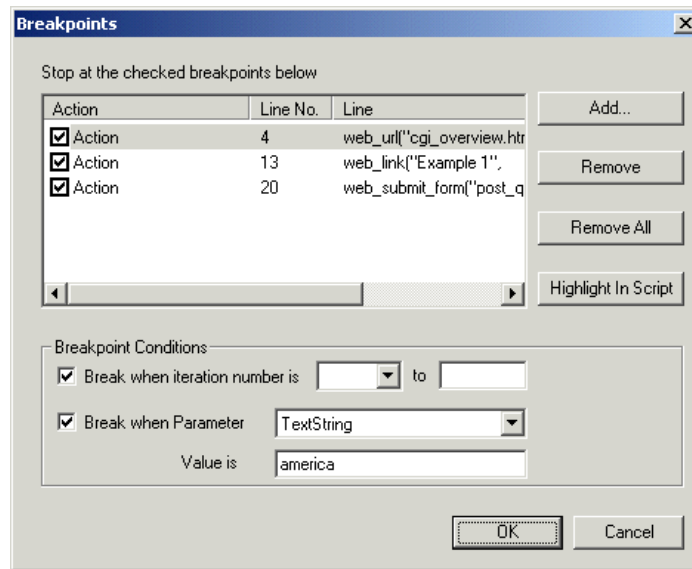 Breakpoints
Stop at the checked breakpoints below
Action Line No. Line
Action 4 web_url("cgi_overview.htr
Action 13 web_link("Example 1",
Action 20 web_submit_form("post_q
Add...
Remove
Remove All
Highlight In Script
Breakpoint Conditions
Break when iteration number is to
Break when Parameter TextString
Value is america
OK Cancel